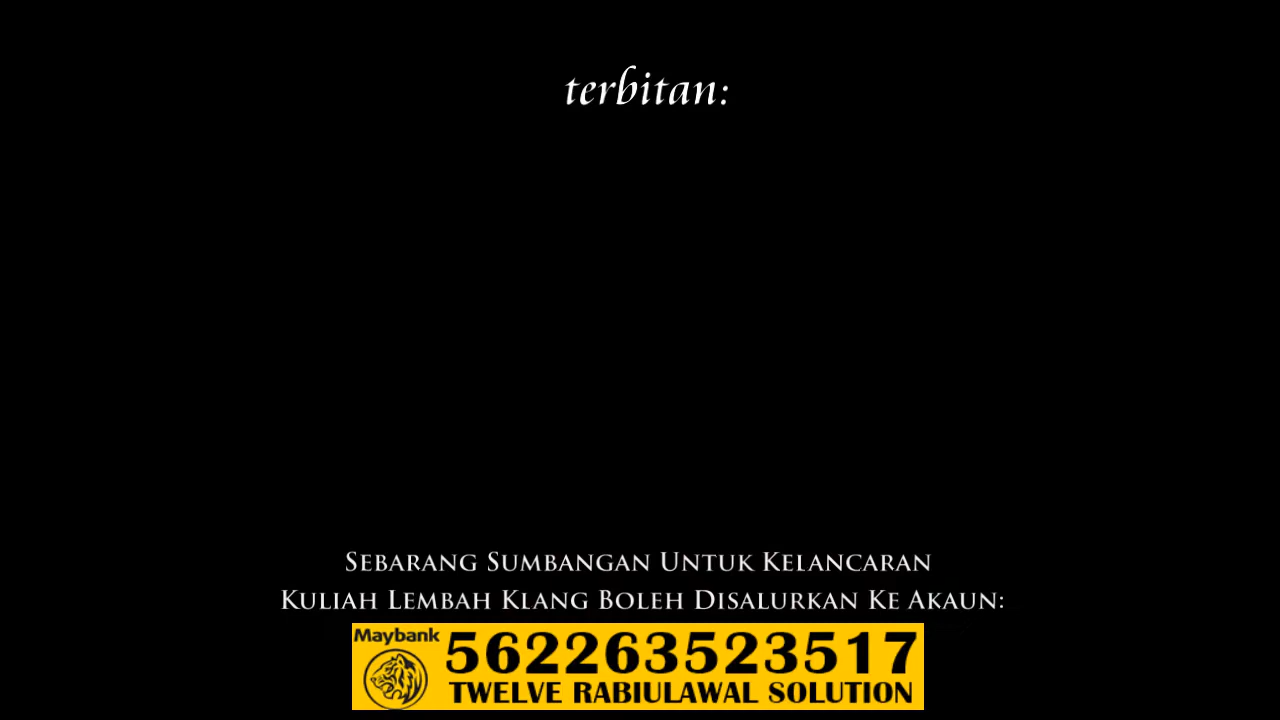 terbitan:
Sebarang Sumbangan Untuk Kelancaran
Kuliah Lembah Klang Boleh Disalurkan Ke Akaun:
Maybank
562263523517
TWELVE RABIULAWAL SOLUTION